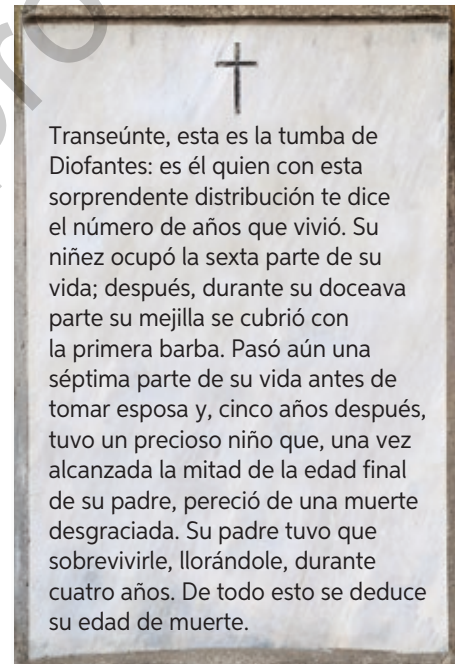 Transeúnte, esta es la tumba de
Diofantes: es él quien con esta
sorprendente distribución te dice
el número de años que vivió. Su
niñez ocupó la sexta parte de su
vida; después, durante su doceava
parte su mejilla se cubrió con
la primera barba. Pasó aún una
séptima parte de su vida antes de
tomar esposa y, cinco años después,
tuvo un precioso niño que, una vez
alcanzada la mitad de la edad final
de su padre, pereció de una muerte
desgraciada. Su padre tuvo que
sobrevivirle, llorándole, durante
cuatro años. De todo esto se deduce
su edad de muerte.